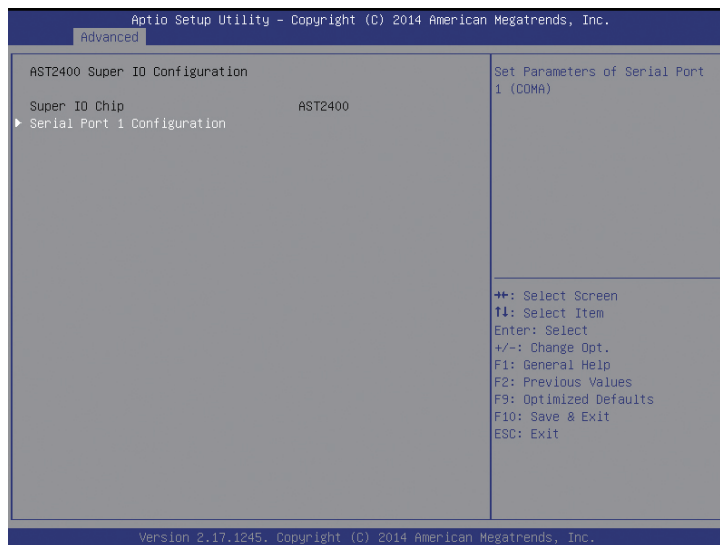 Aptio Setup Utility – Copyright (C) 2014 American Megatrends, Inc.
Advanced
AST2400 Super IO Configuration
Super IO Chip AST2400
Serial Port 1 Configuration
Set Parameters of Serial Port
1 (COMA)
: Select Screen
↑↓: Select Item
Enter: Select
+/-: Change Opt.
F1: General Help
F2: Previous Values
F9: Optimized Defaults
F10: Save & Exit
ESC: Exit
Version 2.17.1245. Copyright (C) 2014 American Megatrends, Inc.